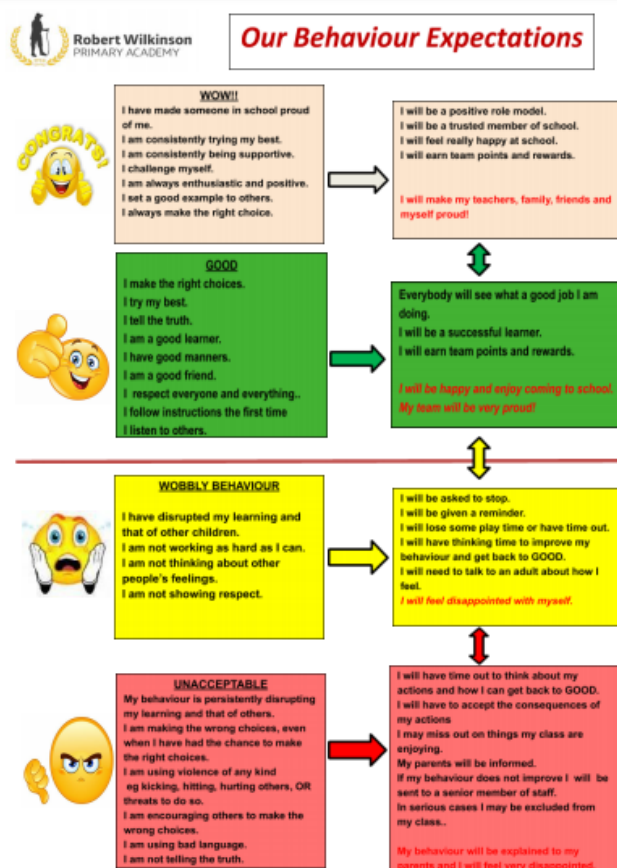 Robert Wilkinson
PRIMARY ACADEMY
Our Behaviour Expectations
CONGRATS!
WOW!!
I have made someone in school proud
of me.
I am consistently trying my best.
I am consistently being supportive.
I challenge myself.
I am always enthusiastic and positive.
I set a good example to others.
I always make the right choice.
I will be a positive role model.
I will be a trusted member of school.
I will feel really happy at school.
I will earn team points and rewards.
I will make my teachers, family, friends and
myself proud!
GOOD
I make the right choices.
I try my best.
I tell the truth.
I am a good learner.
I have good manners.
I am a good friend.
I respect everyone and everything..
I follow instructions the first time
I listen to others.
Everybody will see what a good job I am
doing.
I will be a successful learner.
I will earn team points and rewards.
I will be happy and enjoy coming to school.
My team will be very proud!
WOBBLY BEHAVIOUR
I have disrupted my learning and
that of other children.
I am not working as hard as I can.
I am not thinking about other
people's feelings.
I am not showing respect.
I will be asked to stop.
I will be given a reminder.
I will lose some play time or have time out.
I will have thinking time to improve my
behaviour and get back to GOOD.
I will need to talk to an adult about how I
feel.
I will feel disappointed with myself.
UNACCEPTABLE
My behaviour is persistently disrupting
my learning and that of others.
I am making the wrong choices, even
when I have had the chance to make
the right choices.
I am using violence of any kind
eg kicking, hitting, hurting others, OR
threats to do so.
I am encouraging others to make the
wrong choices.
I am using bad language.
I am not telling the truth.
I will have time out to think about my
actions and how I can get back to GOOD.
I will have to accept the consequences of
my actions
I may miss out on things my class are
enjoying.
My parents will be informed.
If my behaviour does not improve I will be
sent to a senior member of staff.
In serious cases I may be excluded from
my class..
My behaviour will be explained to my
parents and I will feel very disappointed.